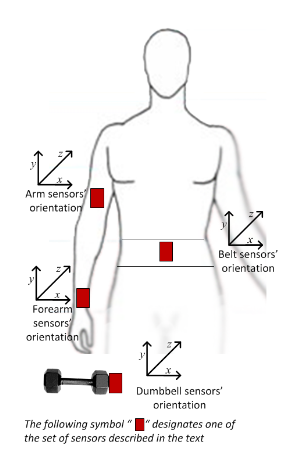 z
y
x
Arm sensors'
orientation
z
y
x
Belt sensors'
orientation
z
y
x
Forearm
sensors'
orientation
z
y
x
Dumbbell sensors'
orientation
The following symbol " " designates one of
the set of sensors described in the text